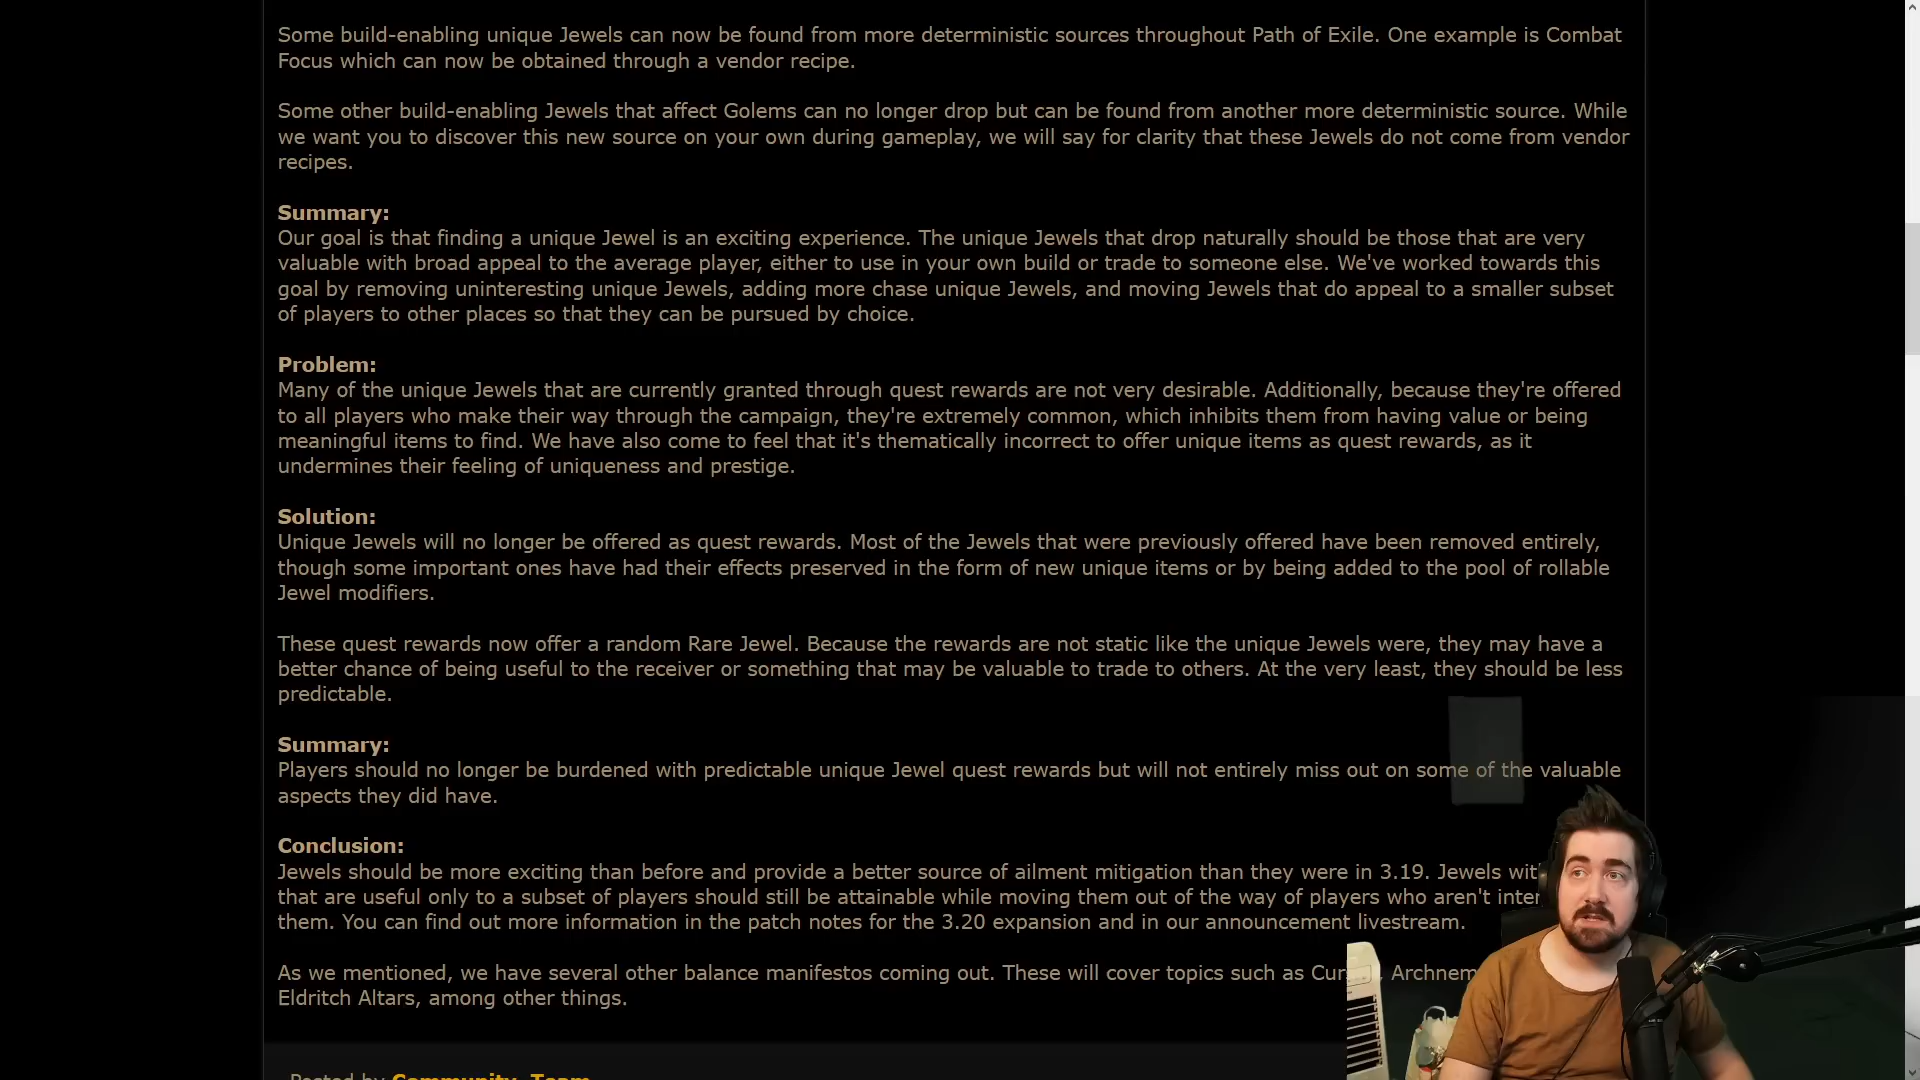 Some build-enabling unique Jewels can now be found from more deterministic sources throughout Path of Exile. One example is Combat
Focus which can now be obtained through a vendor recipe.
Some other build-enabling Jewels that affect Golems can no longer drop but can be found from another more deterministic source. While
we want you to discover this new source on your own during gameplay, we will say for clarity that these Jewels do not come from vendor
recipes.
Summary:
Our goal is that finding a unique Jewel is an exciting experience. The unique Jewels that drop naturally should be those that are very
valuable with broad appeal to the average player, either to use in your own build or trade to someone else. We've worked towards this
goal by removing uninteresting unique Jewels, adding more chase unique Jewels, and moving Jewels that do appeal to a smaller subset
of players to other places so that they can be pursued by choice.
Problem:
Many of the unique Jewels that are currently granted through quest rewards are not very desirable. Additionally, because they're offered
to all players who make their way through the campaign, they're extremely common, which inhibits them from having value or being
meaningful items to find. We have also come to feel that it's thematically incorrect to offer unique items as quest rewards, as it
undermines their feeling of uniqueness and prestige.
Solution:
Unique Jewels will no longer be offered as quest rewards. Most of the Jewels that were previously offered have been removed entirely,
though some important ones have had their effects preserved in the form of new unique items or by being added to the pool of rollable
Jewel modifiers.
These quest rewards now offer a random Rare Jewel. Because the rewards are not static like the unique Jewels were, they may have a
better chance of being useful to the receiver or something that may be valuable to trade to others. At the very least, they should be less
predictable.
Summary:
Players should no longer be burdened with predictable unique Jewel quest rewards but will not entirely miss out on some of the valuable
aspects they did have.
Conclusion:
Jewels should be more exciting than before and provide a better source of ailment mitigation than they were in 3.19. Jewels
that are useful only to a subset of players should still be attainable while moving them out of the way of players who aren't
them. You can find out more information in the patch notes for the 3.20 expansion and in our announcement livestream.
As we mentioned, we have several other balance manifestos coming out. These will cover topics such as
Eldritch Altars, among other things.
Posted by Community_Team